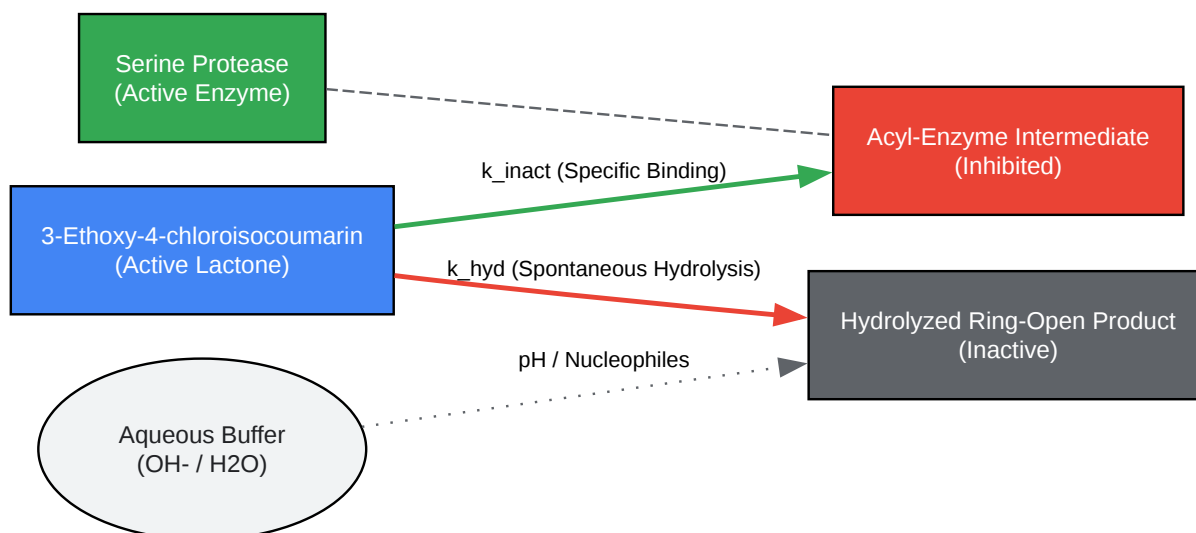 Serine Protease
(Active Enzyme)
Acyl-Enzyme Intermediate
(Inhibited)
k_inact (Specific Binding)
3-Ethoxy-4-chloroisocoumarin
(Active Lactone)
k_hyd (Spontaneous Hydrolysis)
Hydrolyzed Ring-Open Product
(Inactive)
pH / Nucleophiles
Aqueous Buffer
(OH- / H2O)